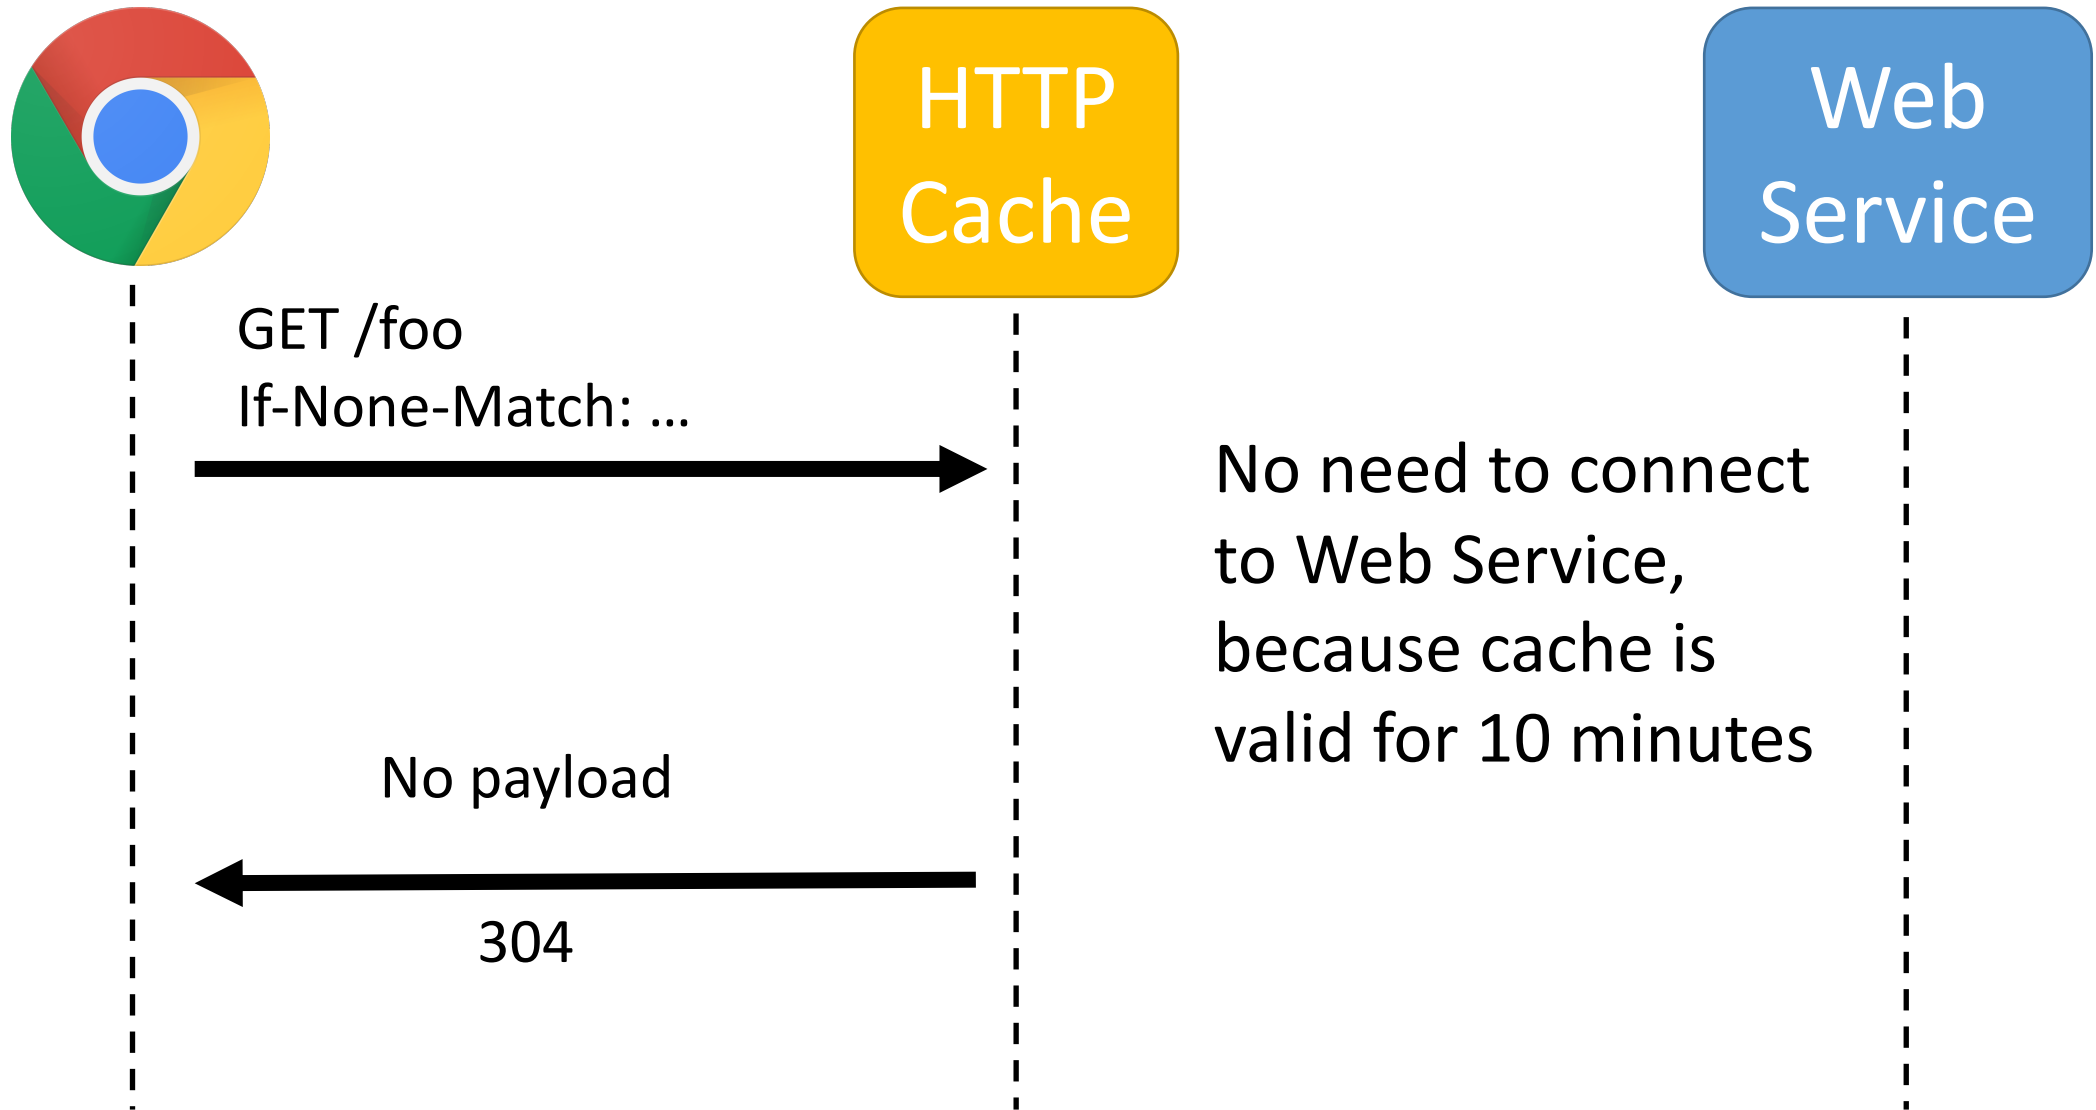 HTTP
Cache
Web
Service
GET /foo
If-None-Match: ...
No need to connect
to Web Service,
because cache is
valid for 10 minutes
No payload
304